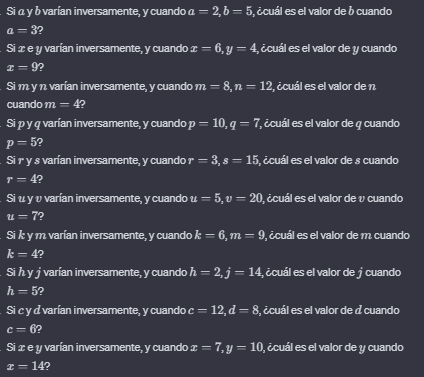 Si a y b varían inversamente, y cuando a = 2, b = 5, ¿cuál es el valor de b cuando
a = 3?
Si x e y varían inversamente, y cuando x = 6, y = 4, ¿cuál es el valor de y cuando
x = 9?
Si m y n varían inversamente, y cuando m = 8, n = 12, ¿cuál es el valor de n
cuando m = 4?
Si p y q varían inversamente, y cuando p = 10, q = 7, ¿cuál es el valor de q cuando
p = 5?
Si r y s varían inversamente, y cuando r = 3, s = 15, ¿cuál es el valor de s cuando
r = 4?
Si u y v varían inversamente, y cuando u = 5, v = 20, ¿cuál es el valor de v cuando
u = 7?
Si k y m varían inversamente, y cuando k = 6, m = 9, ¿cuál es el valor de m cuando
k = 4?
Si h y j varían inversamente, y cuando h = 2, j = 14, ¿cuál es el valor de j cuando
h = 5?
Si c y d varían inversamente, y cuando c = 12, d = 8, ¿cuál es el valor de d cuando
c = 6?
Si x e y varían inversamente, y cuando x = 7, y = 10, ¿cuál es el valor de y cuando
x = 14?